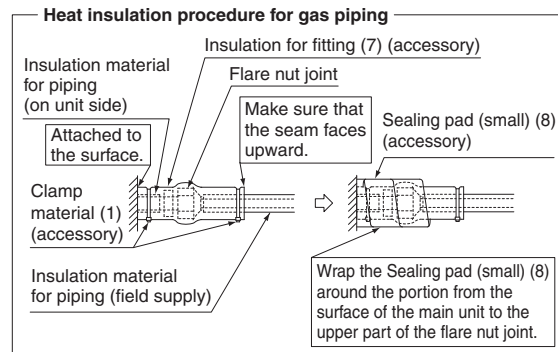 Heat insulation procedure for gas piping
Insulation for fitting (7) (accessory)
Insulation material
for piping
(on unit side)
Flare nut joint
Attached to
the surface.
Make sure that
the seam faces
upward.
Sealing pad (small) (8)
(accessory)
Clamp
material (1)
(accessory)
Insulation material
for piping (field supply)
Wrap the Sealing pad (small) (8)
around the portion from the
surface of the main unit to the
upper part of the flare nut joint.